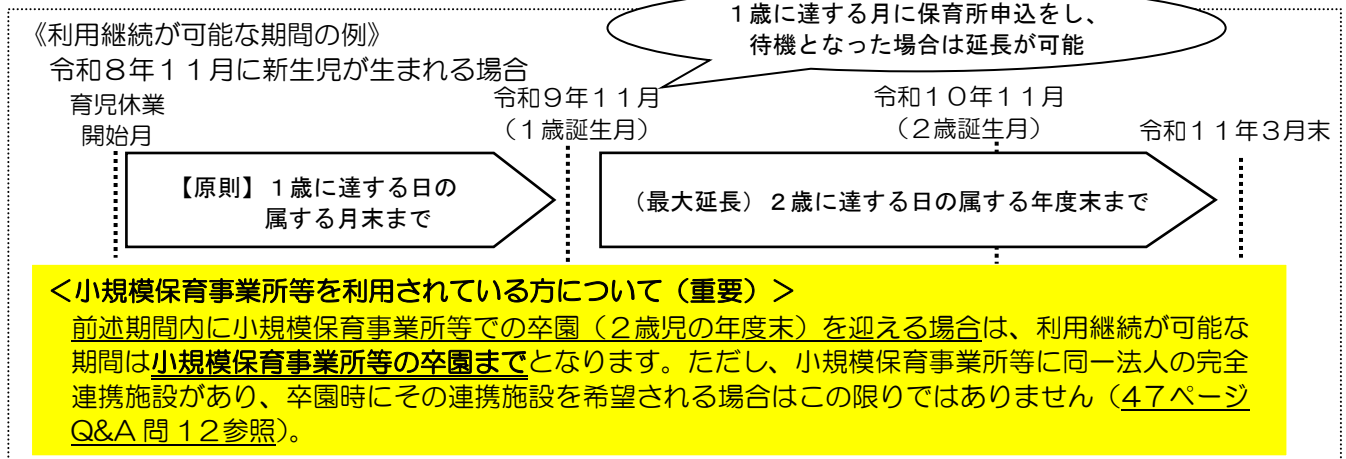 １歳に達する月に保育所申込をし、
待機となった場合は延長が可能
《利用継続が可能な期間の例》
令和８年１１月に新生児が生まれる場合
育児休業
開始月
令和９年１１月
（１歳誕生月）
令和１０年１１月
（２歳誕生月）
令和１１年３月末
【原則】１歳に達する日の
属する月末まで
（最大延長）２歳に達する日の属する年度末まで
＜小規模保育事業所等を利用されている方について（重要）＞
前述期間内に小規模保育事業所等での卒園（２歳児の年度末）を迎える場合は、利用継続が可能な
期間は小規模保育事業所等の卒園までとなります。ただし、小規模保育事業所等に同一法人の完全
連携施設があり、卒園時にその連携施設を希望される場合はこの限りではありません（４７ページ
Q&A 問 １２参照）。